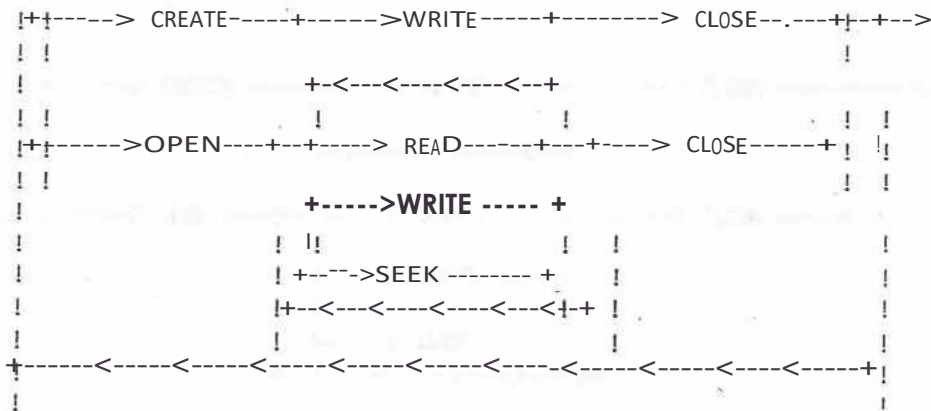 !++-----> CREATE-----+----->WRITE-----+--------> CLOSE--.----+!--+-->
! ! ! !
! ! +-<---<----<----<---<--+ ! !
! ! ! ! ! !
!++------>OPEN----+--+-----> READ------+---+-----> CLOSE------+! !!
! ! ! !
! ! +----->WRITE ----- + ! !
! ! !! ! ! !
! ! +----->SEEK -------- + ! !
! !+--<---<----<----<----<---<+-+ ! !
! ! ! !
+------<-----<-----<-----<-----<-----<------<-----<-----<-----<-----+!
! !